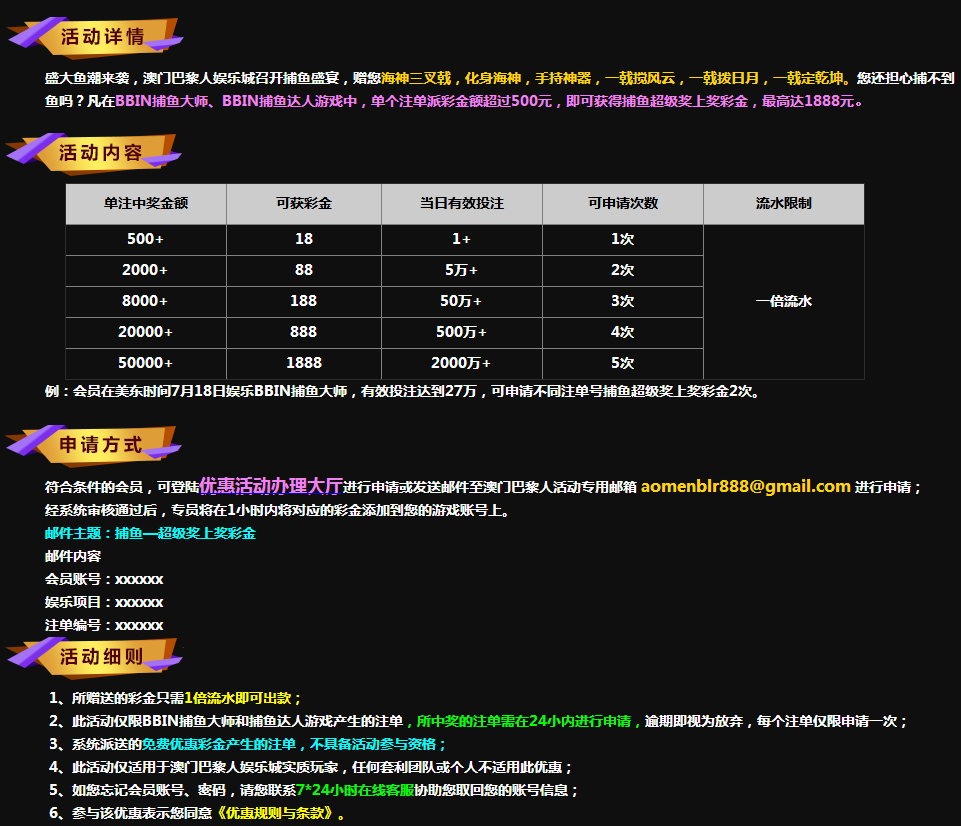 活动详情
盛大鱼潮来袭，澳门巴黎人娱乐城召开捕鱼盛宴，赠您海神三叉戟，化身海神，手持神器，一戟搅风云，一戟拨日月，一戟定乾坤。您还担心捕不到
鱼吗？凡在BBIN捕鱼大师、BBIN捕鱼达人游戏中，单个注单派彩金额超过500元，即可获得捕鱼超级奖上奖彩金，最高达1888元。
活动内容
单注中奖金额 可获彩金 当日有效投注 可申请次数 流水限制
500+ 18 1+ 1次
2000+ 88 5万+ 2次
8000+ 188 50万+ 3次 一倍流水
20000+ 888 500万+ 4次
50000+ 1888 2000万+ 5次
例：会员在美东时间7月18日娱乐BBIN捕鱼大师，有效投注达到27万，可申请不同注单号捕鱼超级奖上奖彩金2次。
申请方式
符合条件的会员，可登陆优惠活动办理大厅进行申请或发送邮件至澳门巴黎人活动专用邮箱 aomenblr888@gmail.com 进行申请；
经系统审核通过后，专员将在1小时内将对应的彩金添加到您的游戏账号上。
邮件主题：捕鱼—超级奖上奖彩金
邮件内容
会员账号：xxxxxx
娱乐项目：xxxxxx
注单编号：xxxxxx
活动细则
1、所赠送的彩金只需1倍流水即可出款；
2、此活动仅限BBIN捕鱼大师和捕鱼达人游戏产生的注单，所中奖的注单需在24小内进行申请，逾期即视为放弃，每个注单仅限申请一次；
3、系统派送的免费优惠彩金产生的注单，不具备活动参与资格；
4、此活动仅适用于澳门巴黎人娱乐城实质玩家，任何套利团队或个人不适用此优惠；
5、如您忘记会员账号、密码，请您联系7*24小时在线客服协助您取回您的账号信息；
6、参与该优惠表示您同意《优惠规则与条款》。